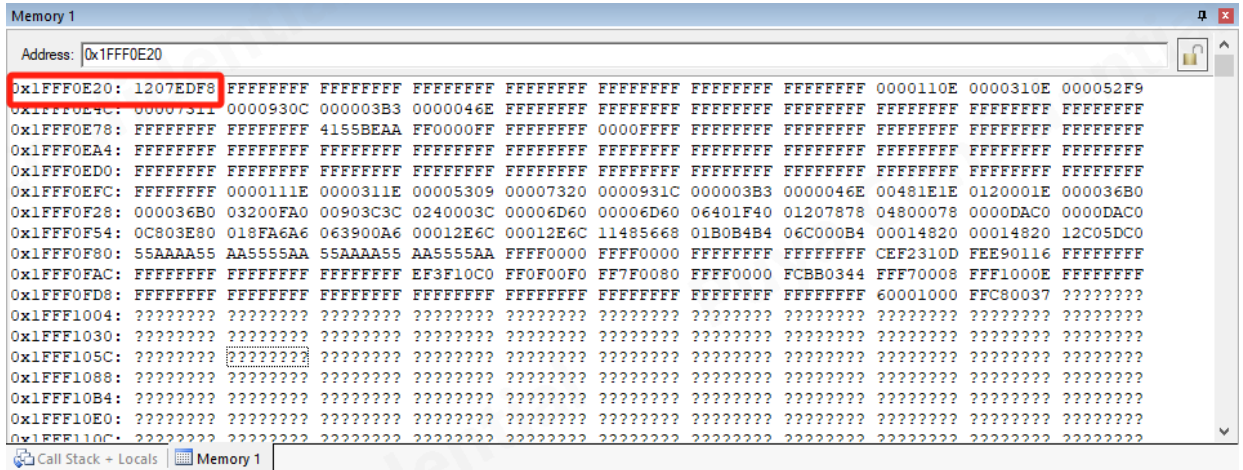 Memory 1
Address: 0x1FFF0E20
0x1FFF0E20: 1207EDF8 FFFFFFFF FFFFFFFF FFFFFFFF FFFFFFFF FFFFFFFF FFFFFFFF FFFFFFFF 0000110E 0000310E 000052F9
0x1FFF0E4C: 00007311 0000930C 000003B3 0000046E FFFFFFFF FFFFFFFF FFFFFFFF FFFFFFFF FFFFFFFF FFFFFFFF FFFFFFFF
0x1FFF0E78: FFFFFFFF FFFFFFFF 4155BEAA FF0000FF FFFFFFFF 0000FFFF FFFFFFFF FFFFFFFF FFFFFFFF FFFFFFFF FFFFFFFF
0x1FFF0EA4: FFFFFFFF FFFFFFFF FFFFFFFF FFFFFFFF FFFFFFFF FFFFFFFF FFFFFFFF FFFFFFFF FFFFFFFF FFFFFFFF FFFFFFFF
0x1FFF0ED0: FFFFFFFF FFFFFFFF FFFFFFFF FFFFFFFF FFFFFFFF FFFFFFFF FFFFFFFF FFFFFFFF FFFFFFFF FFFFFFFF FFFFFFFF
0x1FFF0EFC: FFFFFFFF 0000111E 0000311E 00005309 00007320 0000931C 000003B3 0000046E 00481E1E 0120001E 000036B0
0x1FFF0F28: 000036B0 03200FA0 00903C3C 0240003C 00006D60 00006D60 06401F40 01207878 04800078 0000DAC0 0000DAC0
0x1FFF0F54: 0C803E80 018FA6A6 063900A6 00012E6C 00012E6C 11485668 01B0B4B4 06C000B4 00014820 00014820 12C05DC0
0x1FFF0F80: 55AAAA55 AA5555AA 55AAAA55 AA5555AA FFFF0000 FFFF0000 FFFFFFFF FFFFFFFF CEF2310D FEE90116 FFFFFFFF
0x1FFF0FAC: FFFFFFFF FFFFFFFF FFFFFFFF EF3F10C0 FF0F00F0 FF7F0080 FFFF0000 FCBB0344 FFF70008 FFF1000E FFFFFFFF
0x1FFF0FD8: FFFFFFFF FFFFFFFF FFFFFFFF FFFFFFFF FFFFFFFF FFFFFFFF FFFFFFFF FFFFFFFF 60001000 FFC80037 ????????
0x1FFF1004: ???????? ???????? ???????? ???????? ???????? ???????? ???????? ???????? ???????? ???????? ????????
0x1FFF1030: ???????? ???????? ???????? ???????? ???????? ???????? ???????? ???????? ???????? ???????? ????????
0x1FFF105C: ???????? ???????? ???????? ???????? ???????? ???????? ???????? ???????? ???????? ???????? ????????
0x1FFF1088: ???????? ???????? ???????? ???????? ???????? ???????? ???????? ???????? ???????? ???????? ????????
0x1FFF10B4: ???????? ???????? ???????? ???????? ???????? ???????? ???????? ???????? ???????? ???????? ????????
0x1FFF10E0: ???????? ???????? ???????? ???????? ???????? ???????? ???????? ???????? ???????? ???????? ????????
0x1FFF110C: ???????? ???????? ???????? ???????? ???????? ???????? ???????? ???????? ???????? ???????? ????????
Call Stack + Locals Memory 1